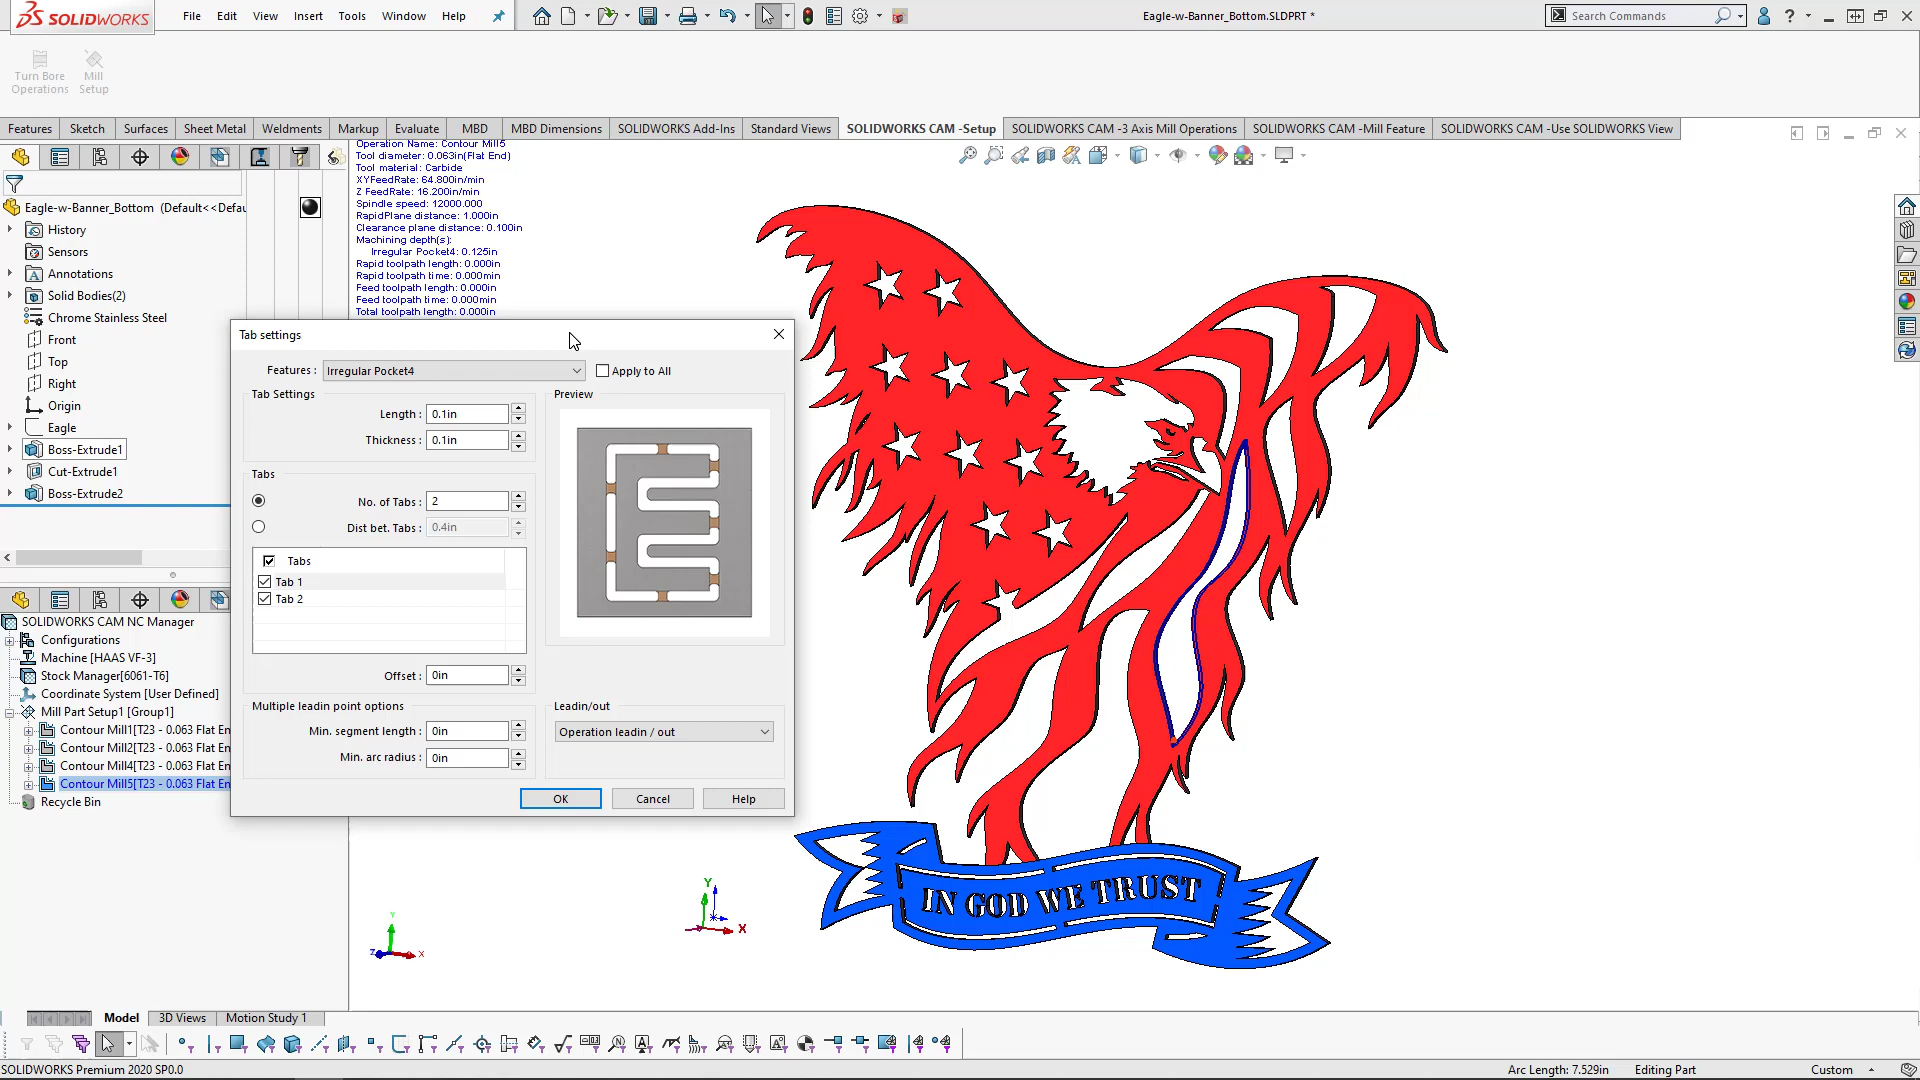 SOLIDWORKS
File Edit View Insert Tools Window Help
Eagle-w-Banner_Bottom.SLDPRT *
Search Commands
Turn Bore Operations
Mill Setup
Features Sketch Surfaces Sheet Metal Weldments Markup Evaluate MBD MBD Dimensions SOLIDWORKS Add-Ins Standard Views SOLIDWORKS CAM -Setup SOLIDWORKS CAM -3 Axis Mill Operations SOLIDWORKS CAM -Mill Feature SOLIDWORKS CAM -Use SOLIDWORKS View
Operation Name: Contour Mill5
Tool diameter: 0.063in(Flat End)
Tool material: Carbide
XYFeedRate: 64.800in/min
Z FeedRate: 16.200in/min
Spindle speed: 12000.000
RapidPlane distance: 1.000in
Clearance plane distance: 0.100in
Machining depth(s):
Irregular Pocket4: 0.125in
Rapid toolpath length: 0.000in
Rapid toolpath time: 0.000min
Feed toolpath length: 0.000in
Feed toolpath time: 0.000min
Total toolpath length: 0.000in
Eagle-w-Banner_Bottom (Default<<Defau
History
Sensors
Annotations
Solid Bodies(2)
Chrome Stainless Steel
Front
Top
Right
Origin
Eagle
Boss-Extrude1
Cut-Extrude1
Boss-Extrude2
SOLIDWORKS CAM NC Manager
Configurations
Machine [HAAS VF-3]
Stock Manager[6061-T6]
Coordinate System [User Defined]
Mill Part Setup1 [Group1]
Contour Mill1[T23 - 0.063 Flat En
Contour Mill2[T23 - 0.063 Flat En
Contour Mill4[T23 - 0.063 Flat En
Contour Mill5[T23 - 0.063 Flat En
Recycle Bin
Tab settings
Features : Irregular Pocket4 Apply to All
Tab Settings
Length : 0.1in
Thickness : 0.1in
Preview
Tabs
No. of Tabs : 2
Dist bet. Tabs : 0.4in
Tabs
Tab 1
Tab 2
Offset : 0in
Multiple leadin point options
Min. segment length : 0in
Min. arc radius : 0in
Leadin/out
Operation leadin / out
OK Cancel Help
IN GOD WE TRUST
Y
X
Y
Z
X
Model 3D Views Motion Study 1
SOLIDWORKS Premium 2020 SP0.0
Arc Length: 7.529in Editing Part Custom